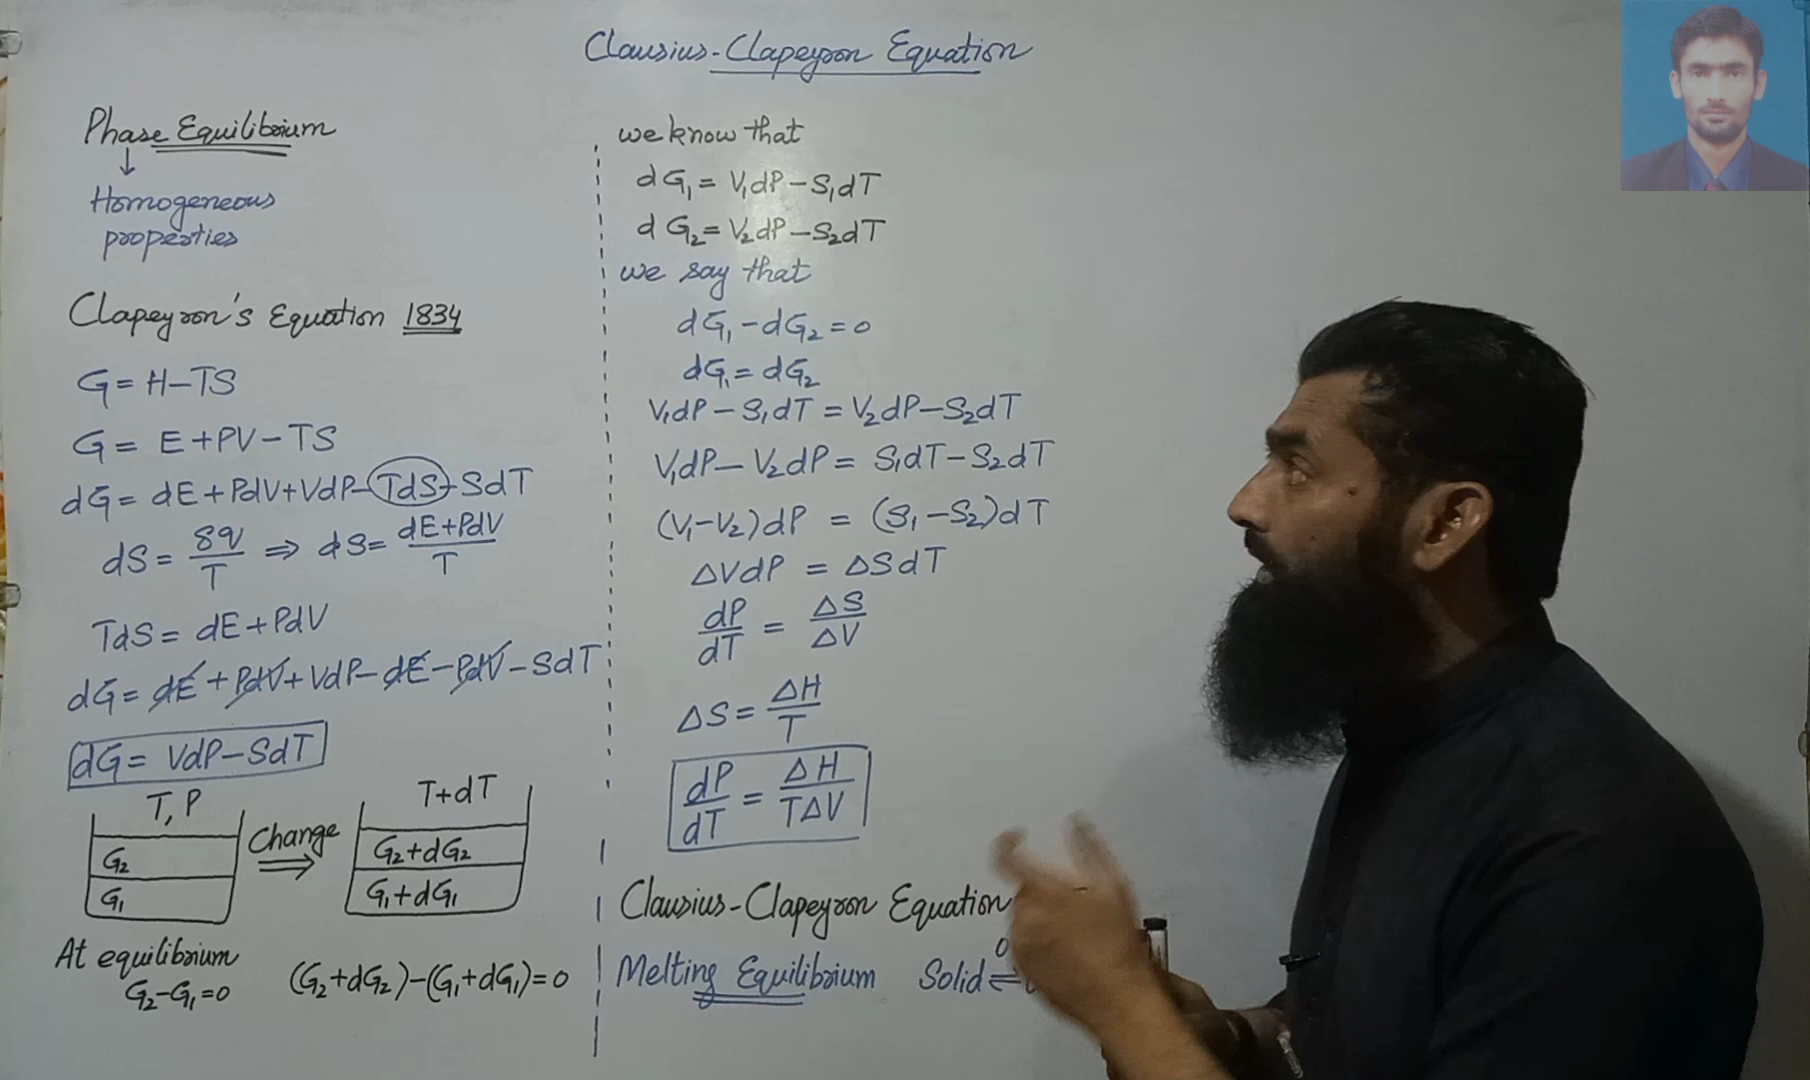 Clausius-Clapeyron Equation
Phase Equilibrium
↓
Homogeneous
properties
Clapeyron's Equation 1834
G = H-TS
G = E+PV-TS
dG = dE+PdV+VdP-TdS-SdT
dS = δq/T ⇒ dS = dE+PdV/T
TdS = dE+PdV
dG = dE+PdV+VdP-dE-PdV-SdT
dG = VdP-SdT
T, P
G₂
G₁
Change
⇒
T+dT
G₂+dG₂
G₁+dG₁
At equilibrium
G₂-G₁=0
(G₂+dG₂)-(G₁+dG₁)=0
we know that
dG₁ = V₁dP-S₁dT
dG₂ = V₂dP-S₂dT
we say that
dG₁-dG₂=0
dG₁=dG₂
V₁dP-S₁dT = V₂dP-S₂dT
V₁dP-V₂dP = S₁dT-S₂dT
(V₁-V₂)dP = (S₁-S₂)dT
ΔVdP = ΔSdT
dP/dT = ΔS/ΔV
ΔS = ΔH/T
dP/dT = ΔH/TΔV
Clausius-Clapeyron Equation
Melting Equilibrium Solid ⇌